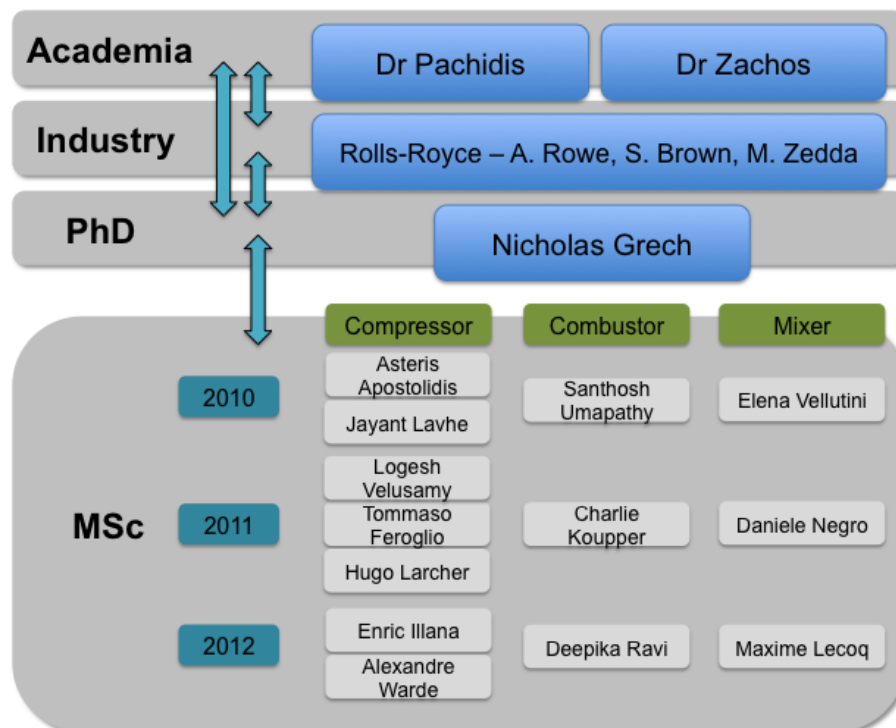 Academia
Dr Pachidis
Dr Zachos
Industry
Rolls-Royce – A. Rowe, S. Brown, M. Zedda
PhD
Nicholas Grech
Compressor
Combustor
Mixer
MSc
2010
Asteris
Apostolidis
Jayant Lavhe
Santhosh
Umapathy
Elena Vellutini
2011
Logesh
Velusamy
Tommaso
Feroglio
Hugo Larcher
Charlie
Koupper
Daniele Negro
2012
Enric Illana
Alexandre
Warde
Deepika Ravi
Maxime Lecoq